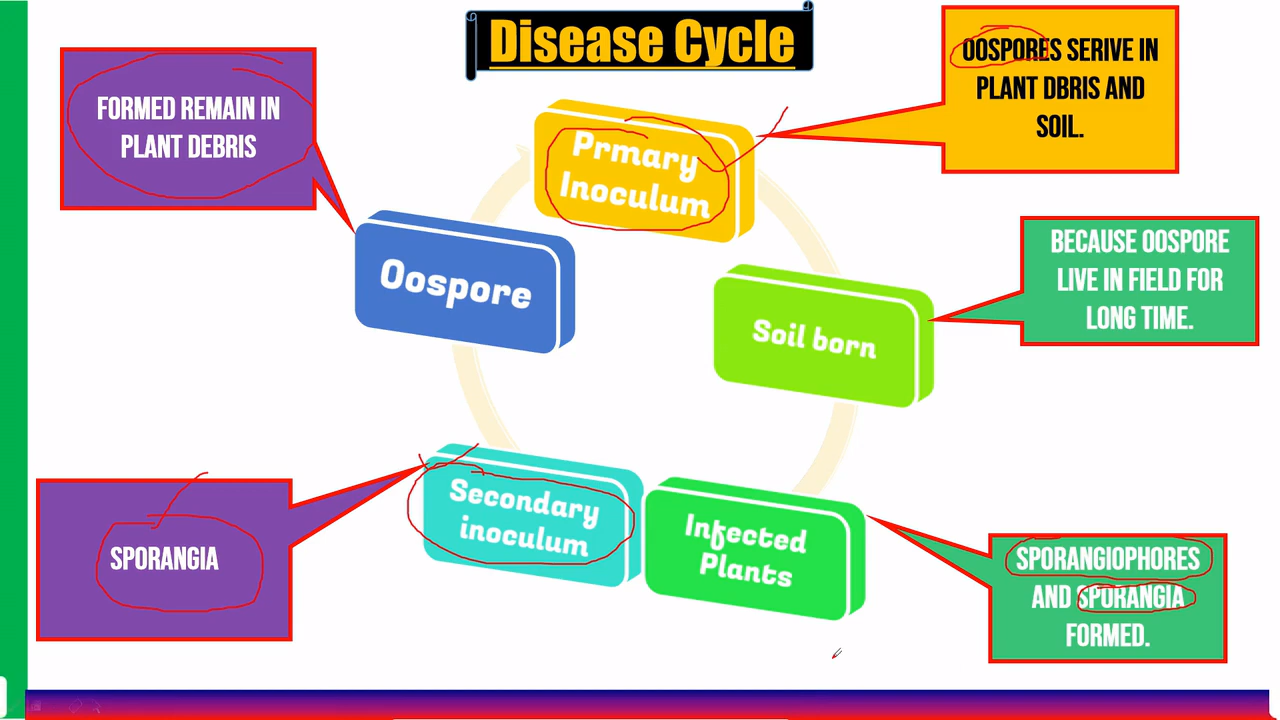 Disease Cycle
FORMED REMAIN IN
PLANT DEBRIS
OOSPORES SERIVE IN
PLANT DBRIS AND
SOIL.
Prmary
Inoculum
Oospore
Soil born
BECAUSE OOSPORE
LIVE IN FIELD FOR
LONG TIME.
Secondary
inoculum
Infected
Plants
SPORANGIA
SPORANGIOPHORES
AND SPORANGIA
FORMED.